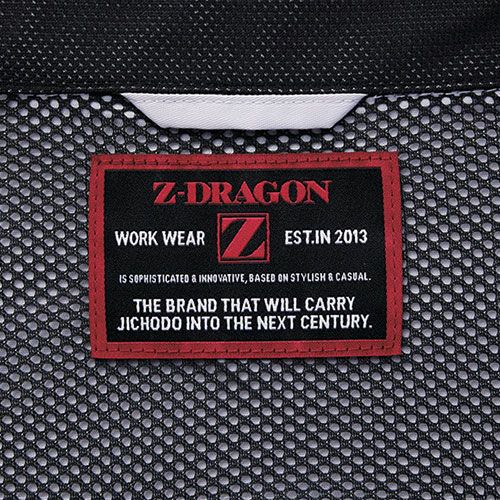 Z-DRAGON
WORK WEAR Z EST.IN 2013
IS SOPHISTICATED & INNOVATIVE, BASED ON STYLISH & CASUAL.
THE BRAND THAT WILL CARRY
JICHODO INTO THE NEXT CENTURY.